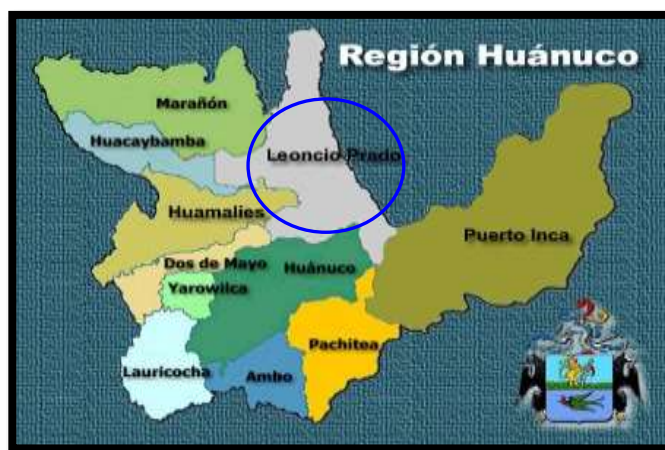 Región Huánuco
Marañón
Huacaybamba
Leoncio Prado
Huamalies
Puerto Inca
Dos de Mayo
Huánuco
Yarowilca
Pachitea
Lauricocha
Ambo